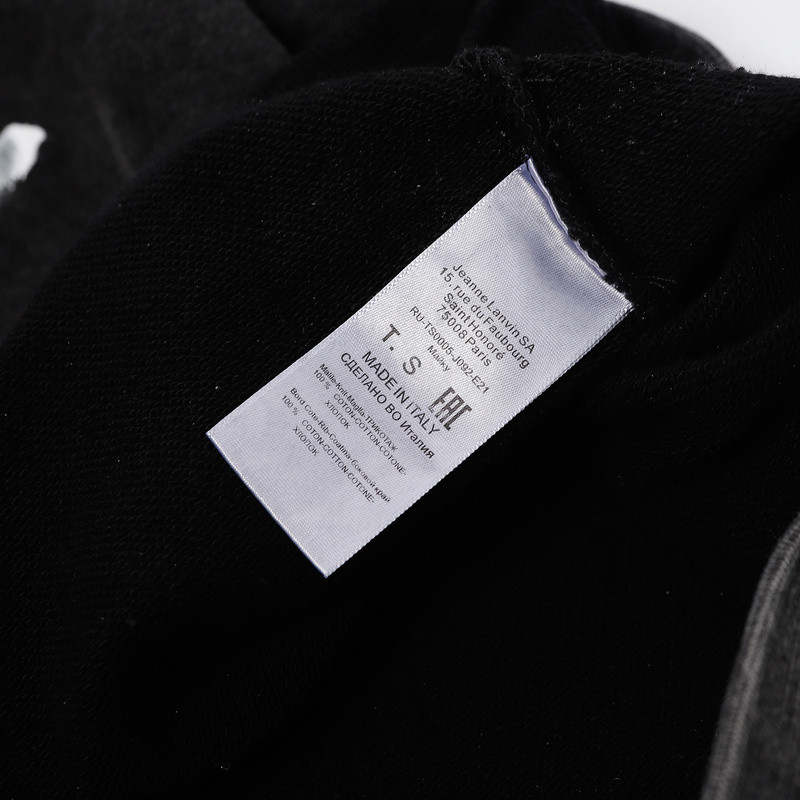 Jeanne Lanvin SA
15, rue du Faubourg
Saint Honoré
75008 Paris
RU-TS0005-J092-E21
Майку
T. S EAC
MADE IN ITALY
СДЕЛАНО ВО Италия
Maille-Knit-Maglia-ТРИКОТАЖ
100 % COTON-COTTON-COTONE-
ХЛОПОК
Bord Cote-Rib-Costina-боковой край
100 % COTON-COTTON-COTONE-
ХЛОПОК